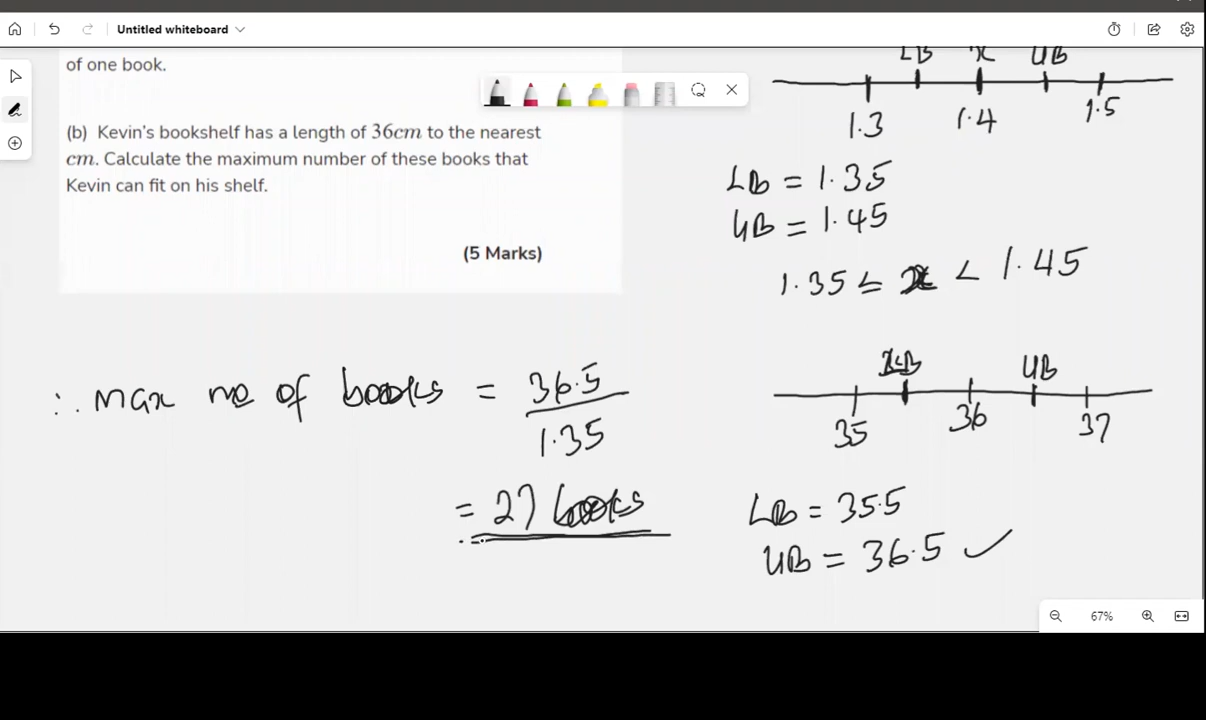 Untitled whiteboard
of one book.
(b) Kevin's bookshelf has a length of 36cm to the nearest
cm. Calculate the maximum number of these books that
Kevin can fit on his shelf.
(5 Marks)
LB x UB
1.3 1.4 1.5
LB = 1.35
UB = 1.45
1.35 ≤ x < 1.45
LB UB
35 36 37
LB = 35.5
UB = 36.5 ✓
∴ Max no of books = 36.5
1.35
= 27 books
67%